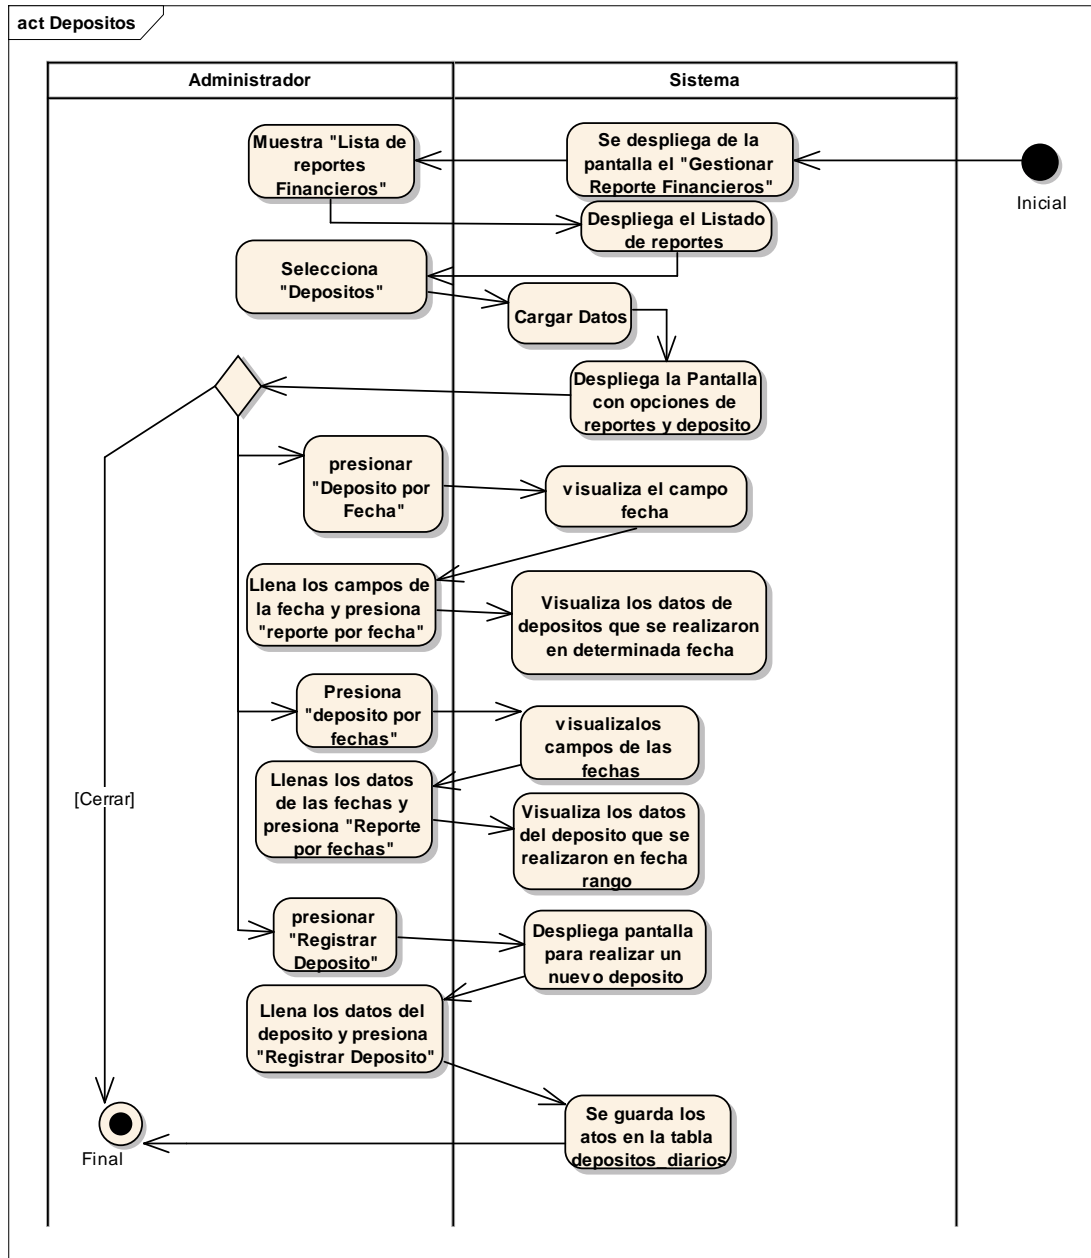 act Depositos
Administrador
Sistema
Muestra "Lista de
reportes
Financieros"
Se despliega de la
pantalla el "Gestionar
Reporte Financieros"
Inicial
Despliega el Listado
de reportes
Selecciona
"Depositos"
Cargar Datos
Despliega la Pantalla
con opciones de
reportes y deposito
presionar
"Deposito por
Fecha"
visualiza el campo
fecha
Llena los campos de
la fecha y presiona
"reporte por fecha"
Visualiza los datos de
depositos que se realizaron
en determinada fecha
Presiona
"deposito por
fechas"
visualizalos
campos de las
fechas
[Cerrar]
Llenas los datos
de las fechas y
presiona "Reporte
por fechas"
Visualiza los datos
del deposito que se
realizaron en fecha
rango
presionar
"Registrar
Deposito"
Despliega pantalla
para realizar un
nuevo deposito
Llena los datos del
deposito y presiona
"Registrar Deposito"
Se guarda los
atos en la tabla
depositos_diarios
Final